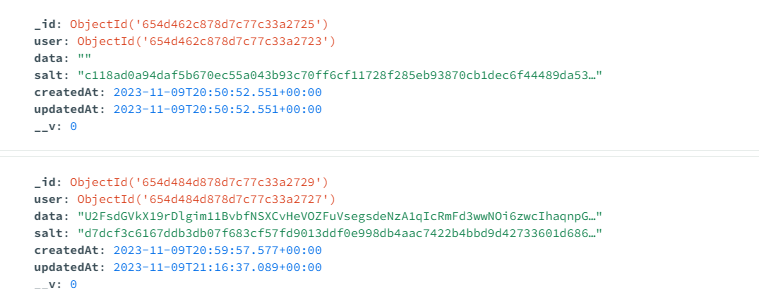 _id: ObjectId('654d462c878d7c77c33a2725')
user: ObjectId('654d462c878d7c77c33a2723')
data: ""
salt: "c118ad0a94daf5b670ec55a043b93c70ff6cf11728f285eb93870cb1dec6f44489da53…"
createdAt: 2023-11-09T20:50:52.551+00:00
updatedAt: 2023-11-09T20:50:52.551+00:00
__v: 0
_id: ObjectId('654d484d878d7c77c33a2729')
user: ObjectId('654d484d878d7c77c33a2727')
data: "U2FsdGVkX19rDlgim11BvbfNSXCvHeVOZFuVsegsdeNzA1qIcRmFd3wwNOi6zwcIhaqnpG…"
salt: "d7dcf3c6167ddb3db07f683cf57fd9013ddf0e998db4aac7422b4bbd9d42733601d686…"
createdAt: 2023-11-09T20:59:57.577+00:00
updatedAt: 2023-11-09T21:16:37.089+00:00
__v: 0